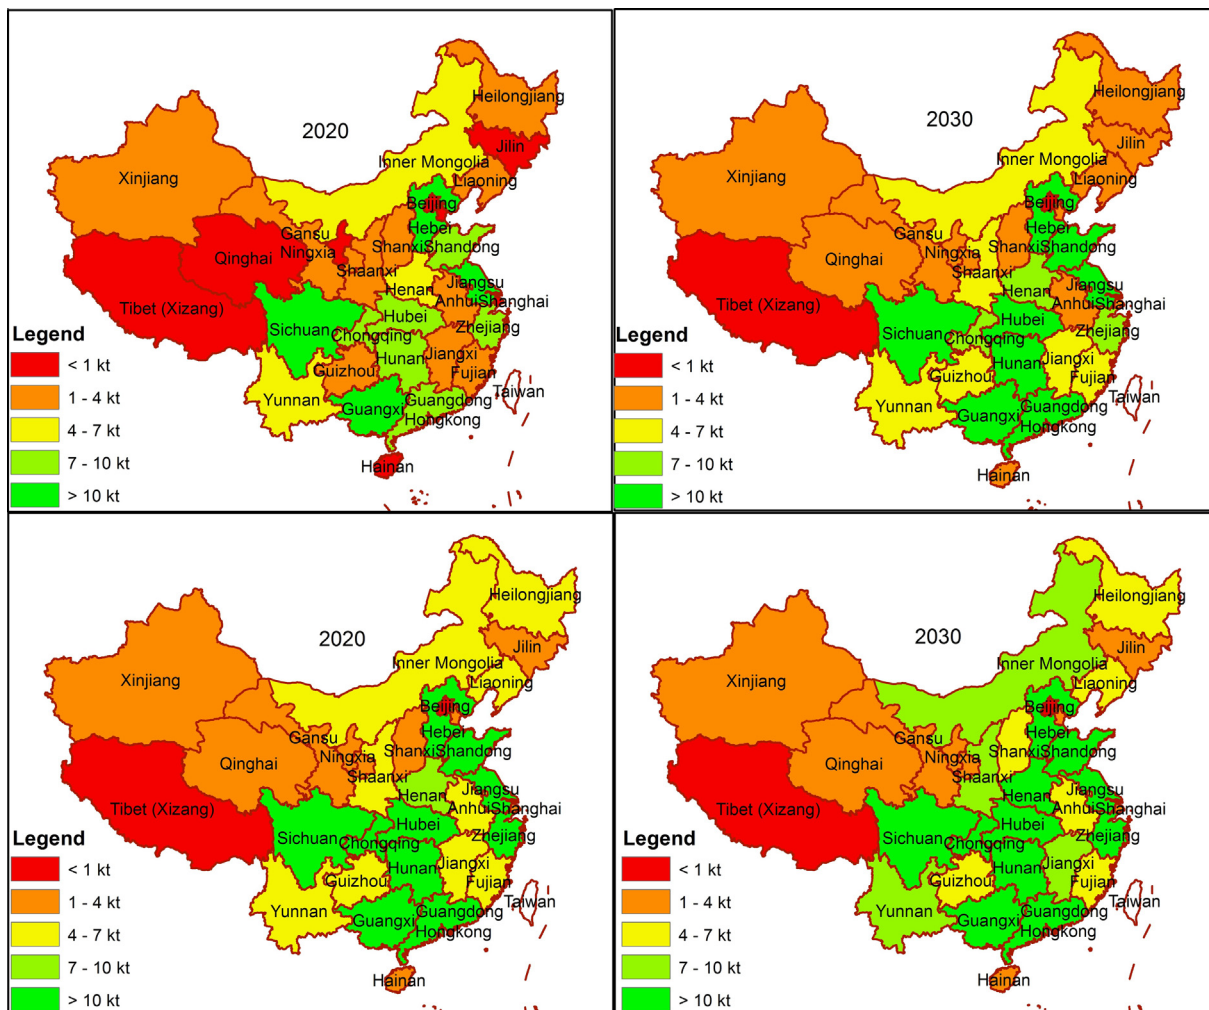 2020
Heilongjiang
Jilin
Inner Mongolia
Liaoning
Xinjiang
Beijing
Gansu
Hebei
Ningxia
Shanxi
Shandong
Qinghai
Shaanxi
Henan
Jiangsu
Anhui
Shanghai
Tibet (Xizang)
Hubei
Sichuan
Chongqing
Zhejiang
Hunan
Jiangxi
Guizhou
Fujian
Yunnan
Guangxi
Guangdong
Hongkong
Taiwan
Hainan
Legend
< 1 kt
1 - 4 kt
4 - 7 kt
7 - 10 kt
> 10 kt
2030
Heilongjiang
Jilin
Inner Mongolia
Liaoning
Xinjiang
Beijing
Gansu
Hebei
Ningxia
Shanxi
Shandong
Qinghai
Shaanxi
Henan
Jiangsu
Anhui
Shanghai
Tibet (Xizang)
Hubei
Sichuan
Chongqing
Zhejiang
Hunan
Jiangxi
Guizhou
Fujian
Yunnan
Guangxi
Guangdong
Hongkong
Taiwan
Hainan
Legend
< 1 kt
1 - 4 kt
4 - 7 kt
7 - 10 kt
> 10 kt
2020
Heilongjiang
Jilin
Inner Mongolia
Liaoning
Xinjiang
Beijing
Gansu
Hebei
Ningxia
Shanxi
Shandong
Qinghai
Shaanxi
Henan
Jiangsu
Anhui
Shanghai
Tibet (Xizang)
Hubei
Sichuan
Chongqing
Zhejiang
Hunan
Jiangxi
Guizhou
Fujian
Yunnan
Guangxi
Guangdong
Hongkong
Taiwan
Hainan
Legend
< 1 kt
1 - 4 kt
4 - 7 kt
7 - 10 kt
> 10 kt
2030
Heilongjiang
Jilin
Inner Mongolia
Liaoning
Xinjiang
Beijing
Gansu
Hebei
Ningxia
Shanxi
Shandong
Qinghai
Shaanxi
Henan
Jiangsu
Anhui
Shanghai
Tibet (Xizang)
Hubei
Sichuan
Chongqing
Zhejiang
Hunan
Jiangxi
Guizhou
Fujian
Yunnan
Guangxi
Guangdong
Hongkong
Taiwan
Hainan
Legend
< 1 kt
1 - 4 kt
4 - 7 kt
7 - 10 kt
> 10 kt